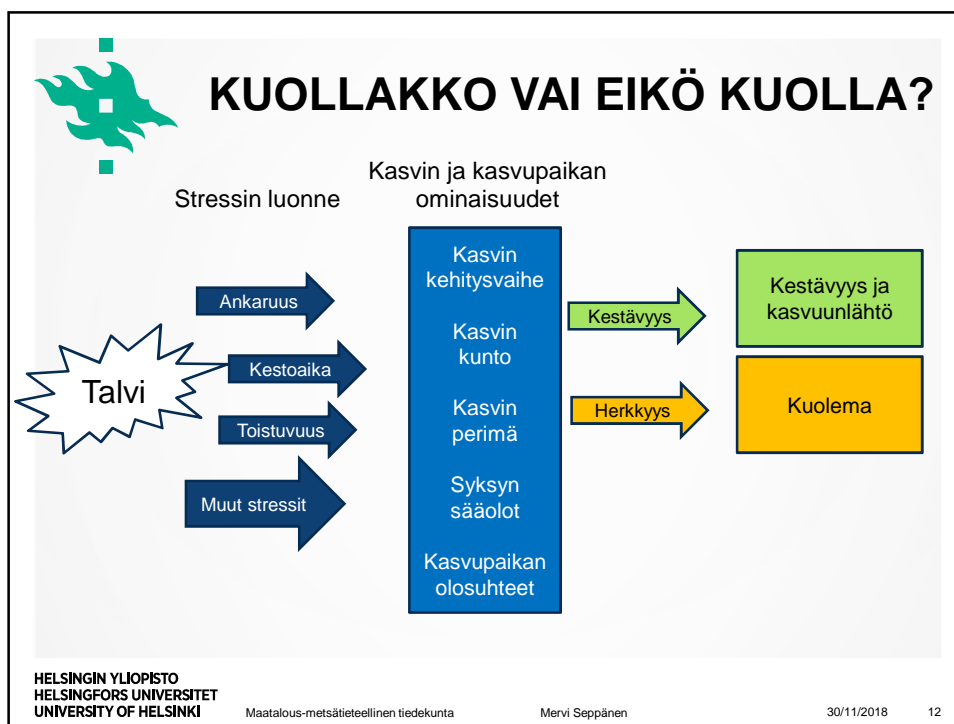 KUOLLAKKO VAI EIKÖ KUOLLA?
Stressin luonne
Kasvin ja kasvupaikan
ominaisuudet
Talvi
Ankaruus
Kestoaika
Toistuvuus
Muut stressit
Kasvin
kehitysvaihe
Kasvin
kunto
Kasvin
perimä
Syksyn
sääolot
Kasvupaikan
olosuhteet
Kestävyys
Herkkyys
Kestävyys ja
kasvuunlähtö
Kuolema
HELSINGIN YLIOPISTO
HELSINGFORS UNIVERSITET
UNIVERSITY OF HELSINKI
Maatalous-metsätieteellinen tiedekunta
Mervi Seppänen
30/11/2018
12